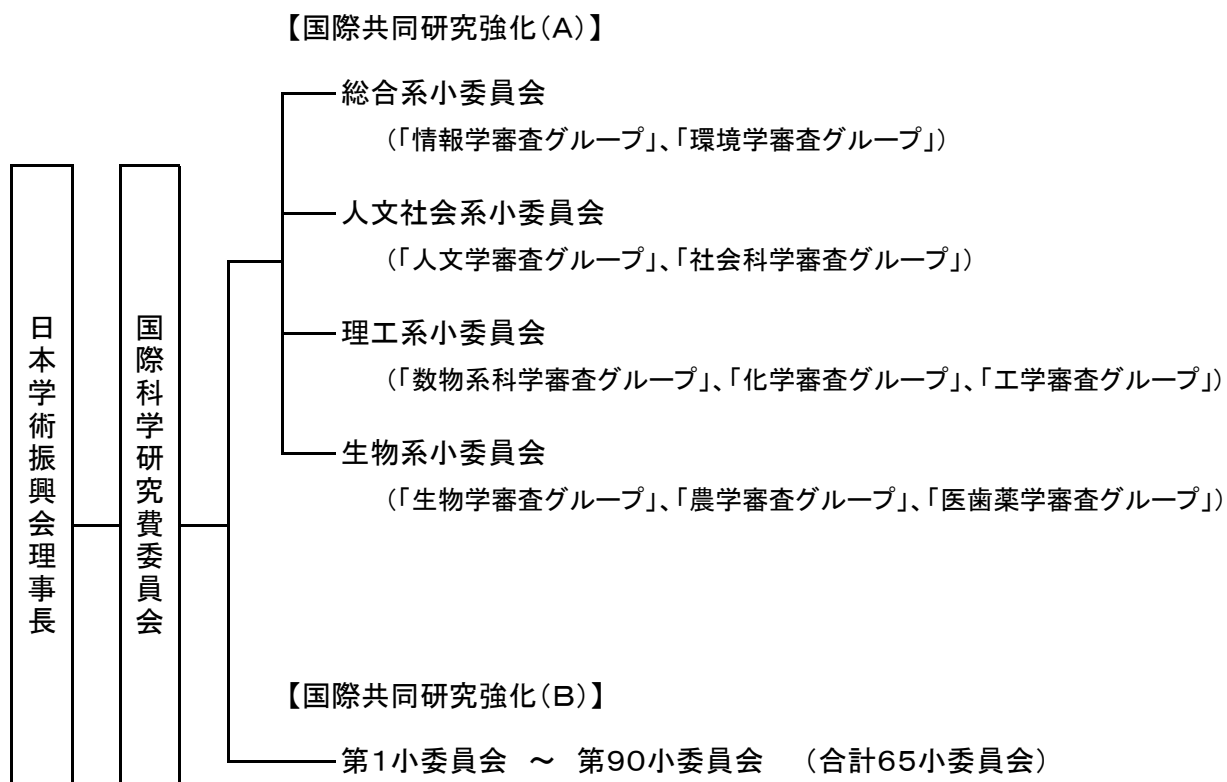 【国際共同研究強化(A)】
総合系小委員会
(「情報学審査グループ」、「環境学審査グループ」)
人文社会系小委員会
(「人文学審査グループ」、「社会科学審査グループ」)
理工系小委員会
(「数物系科学審査グループ」、「化学審査グループ」、「工学審査グループ」)
生物系小委員会
(「生物学審査グループ」、「農学審査グループ」、「医歯薬学審査グループ」)
日本学術振興会理事長
国際科学研究費委員会
【国際共同研究強化(B)】
第1小委員会 ~ 第90小委員会 (合計65小委員会)